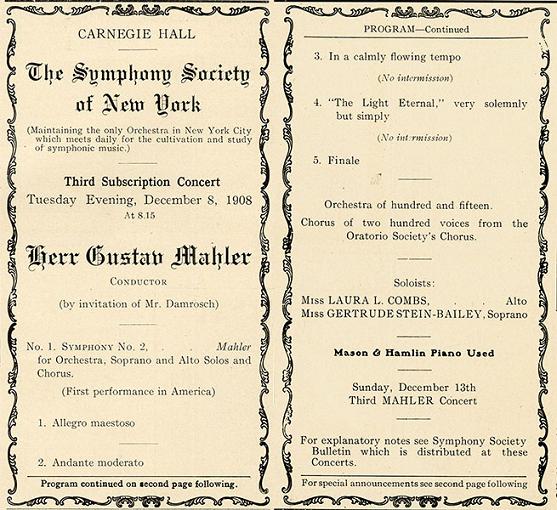 CARNEGIE HALL
The Symphony Society
of New York
(Maintaining the only Orchestra in New York City
which meets daily for the cultivation and study
of symphonic music.)
Third Subscription Concert
Tuesday Evening, December 8, 1908
At 8.15
Herr Gustav Mahler
CONDUCTOR
(by invitation of Mr. Damrosch)
No. 1. SYMPHONY No. 2, . Mahler
for Orchestra, Soprano and Alto Solos and
Chorus.
(First performance in America)
1. Allegro maestoso
2. Andante moderato
Program continued on second page following.
PROGRAM—Continued
3. In a calmly flowing tempo
(No intermission)
4. "The Light Eternal," very solemnly
but simply
(No intermission)
5. Finale
Orchestra of hundred and fifteen.
Chorus of two hundred voices from the
Oratorio Society's Chorus.
Soloists:
Miss LAURA L. COMBS, . . Alto
Miss GERTRUDE STEIN-BAILEY, Soprano
Mason & Hamlin Piano Used
Sunday, December 13th
Third MAHLER Concert
For explanatory notes see Symphony Society
Bulletin which is distributed at these
Concerts.
For special announcements see second page following